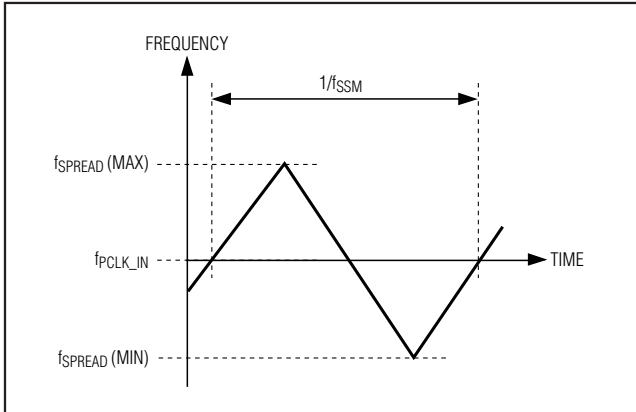 FREQUENCY
1/fSSM
fSPREAD (MAX)
fPCLK_IN
TIME
fSPREAD (MIN)